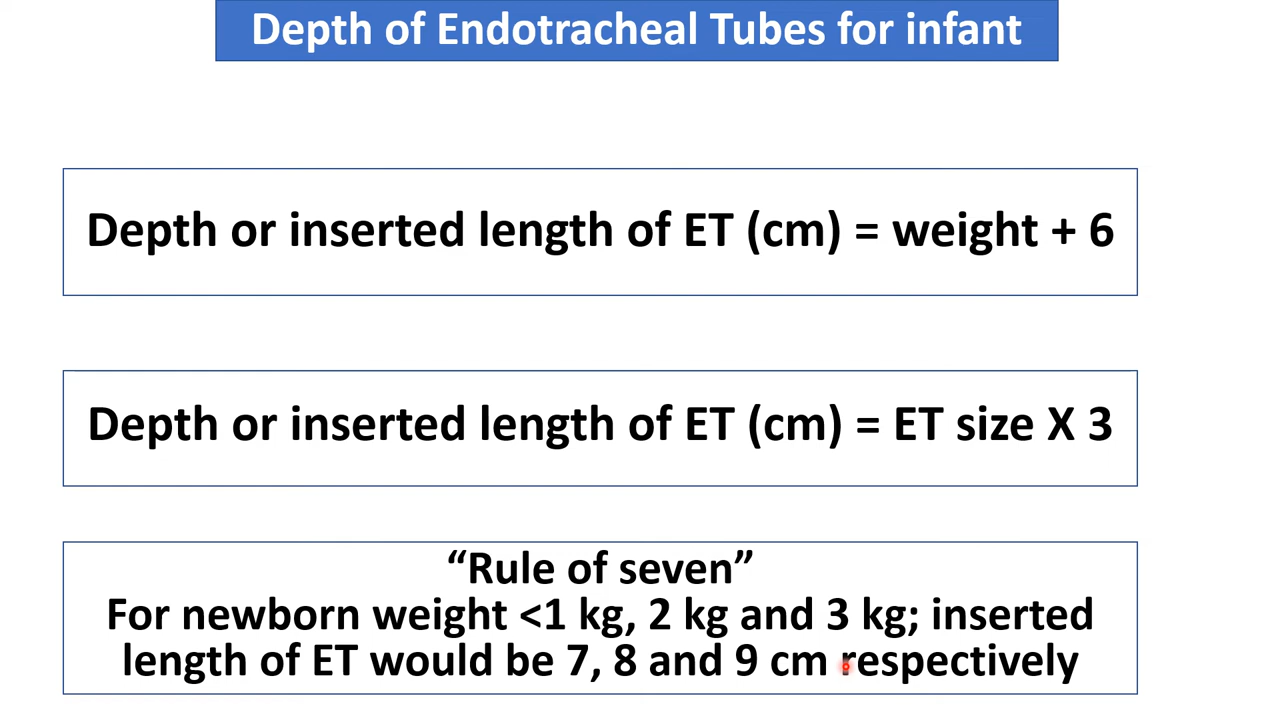 Depth of Endotracheal Tubes for infant
Depth or inserted length of ET (cm) = weight + 6
Depth or inserted length of ET (cm) = ET size X 3
“Rule of seven”
For newborn weight <1 kg, 2 kg and 3 kg; inserted
length of ET would be 7, 8 and 9 cm respectively